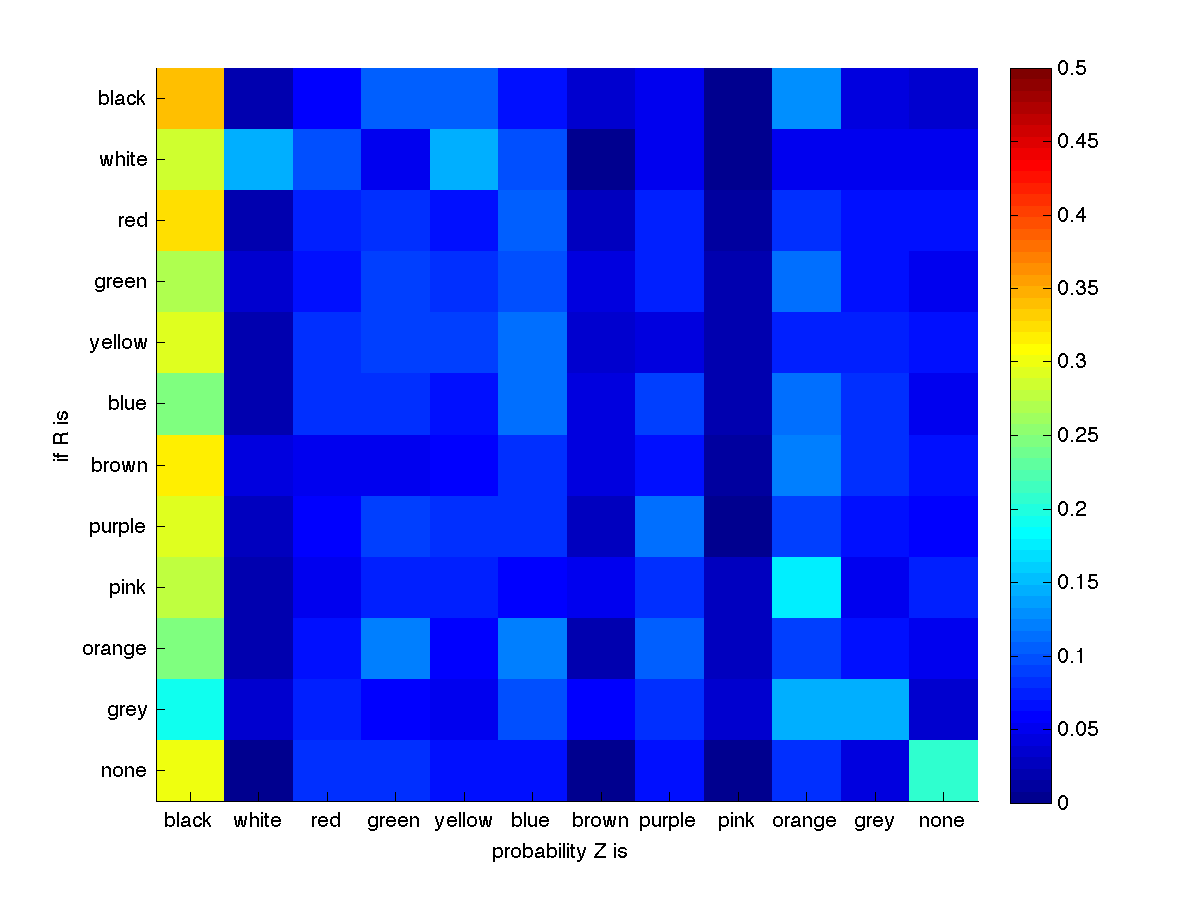 black
white
red
green
yellow
blue
brown
purple
pink
orange
grey
none
if R is
black white red green yellow blue brown purple pink orange grey none
probability Z is
0.5
0.45
0.4
0.35
0.3
0.25
0.2
0.15
0.1
0.05
0